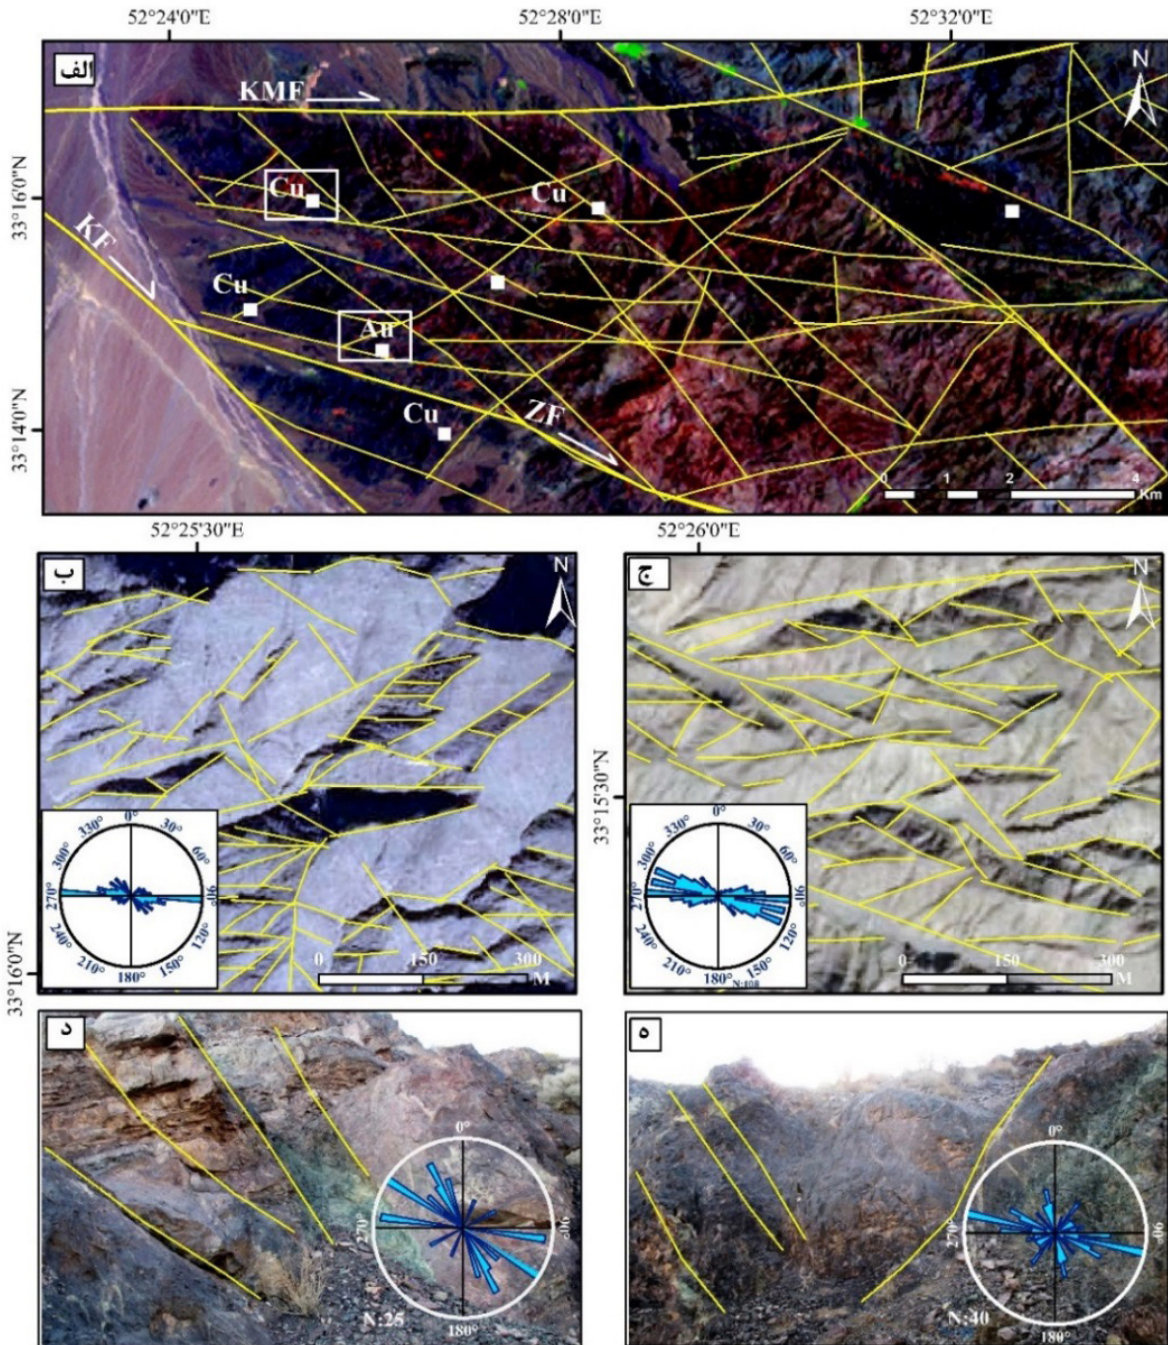 52°24'0"E 52°28'0"E 52°32'0"E
الف
N
KMF
33°16'0"N
Cu
Cu
KF
Cu
Au
Cu
ZF
33°14'0"N
0 1 2 4
Km
52°25'30"E 52°26'0"E
ب
N
ج
N
33°15'30"N
0° 30° 60° 90° 120° 150° 180° 210° 240° 270° 300° 330°
0° 30° 60° 90° 120° 150° 180° 210° 240° 270° 300° 330°
N:108
33°16'0"N
0 150 300
M
0 150 300
M
د
0°
90°
180°
270°
N:25
ه
0°
90°
180°
270°
N:40